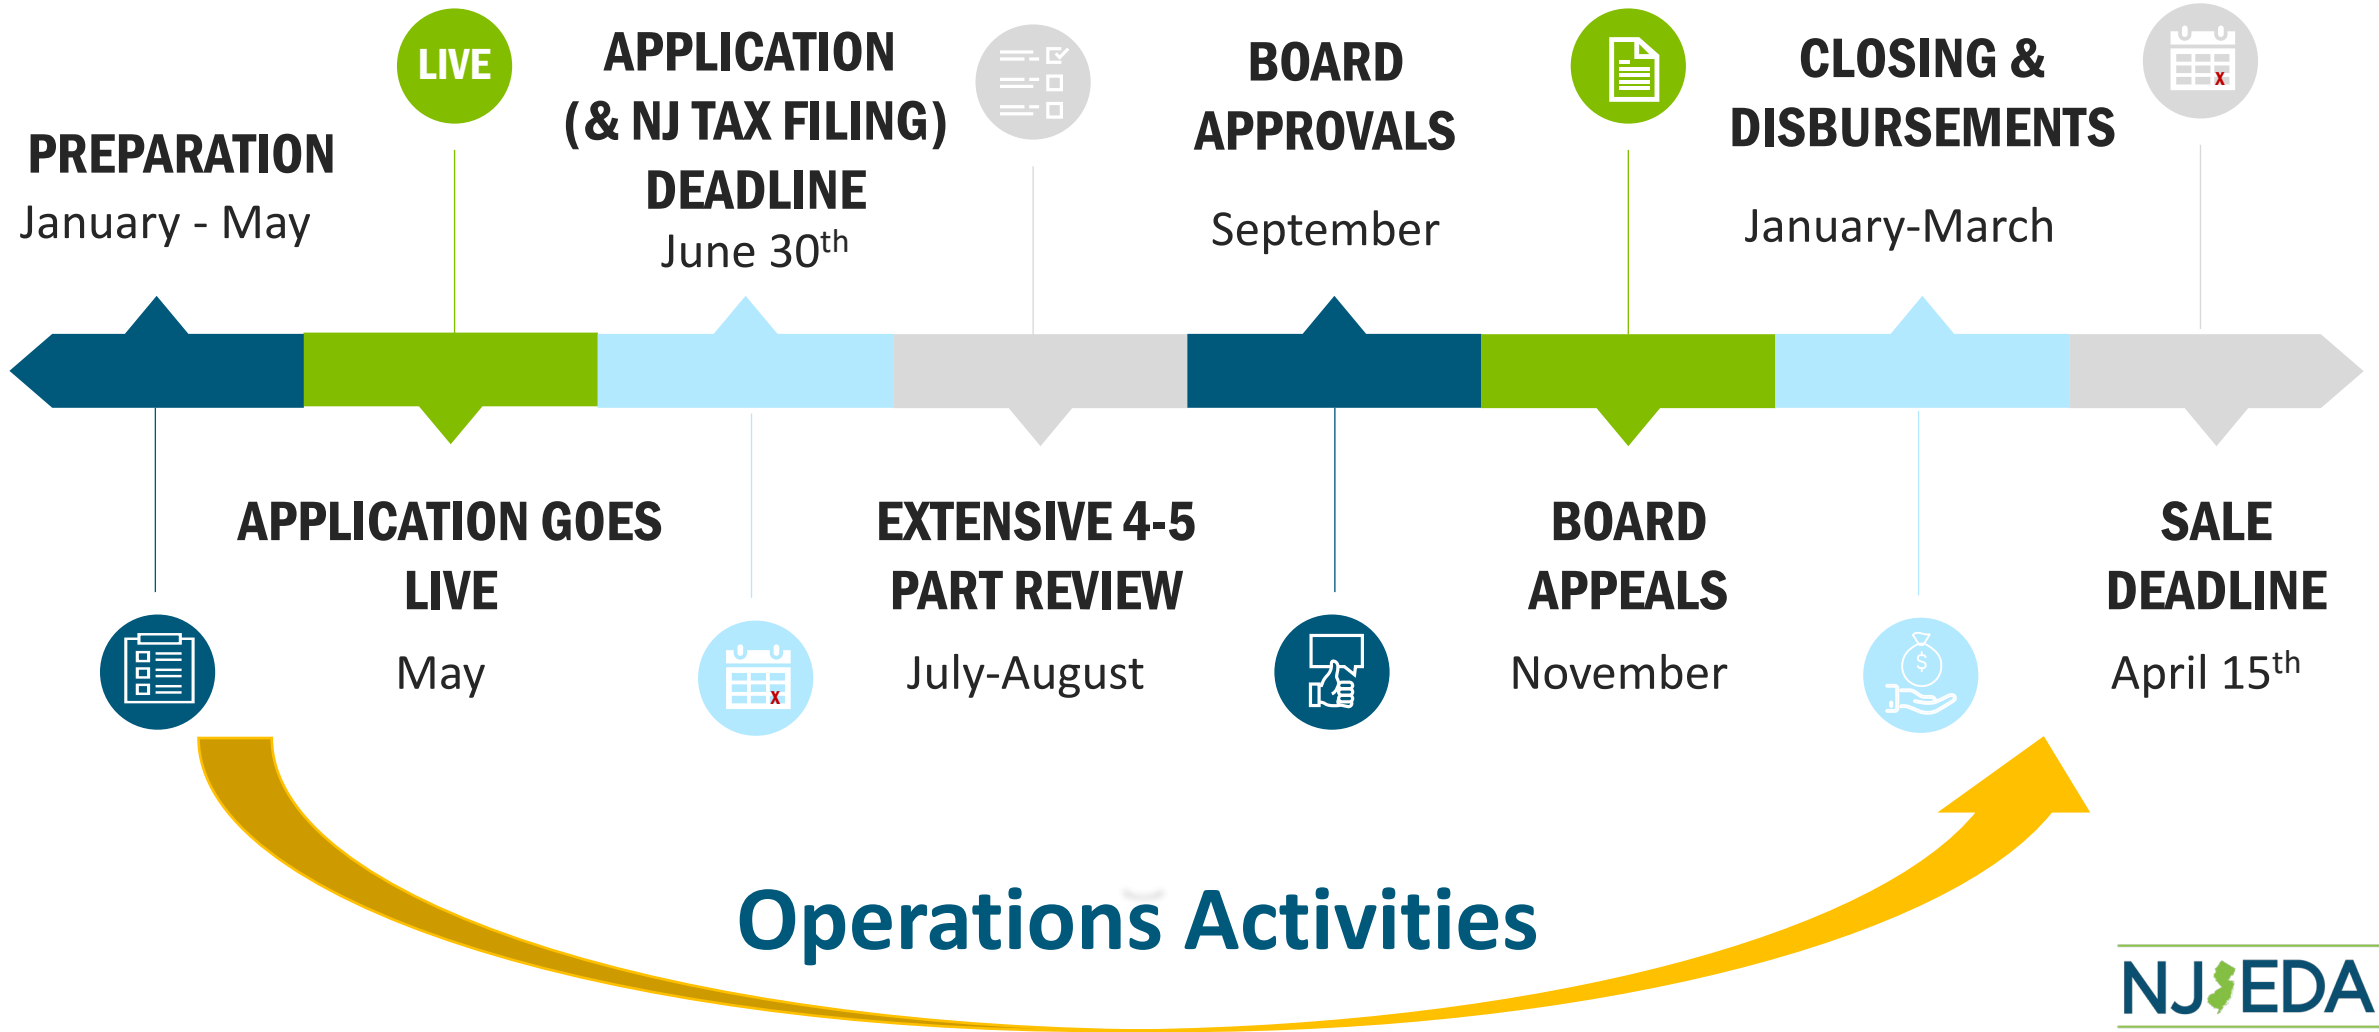 PREPARATION
January - May
LIVE
APPLICATION GOES
LIVE
May
APPLICATION
(& NJ TAX FILING)
DEADLINE
June 30th
X
EXTENSIVE 4-5
PART REVIEW
July-August
BOARD
APPROVALS
September
BOARD
APPEALS
November
CLOSING &
DISBURSEMENTS
January-March
$
X
SALE
DEADLINE
April 15th
Operations Activities
NJEDA